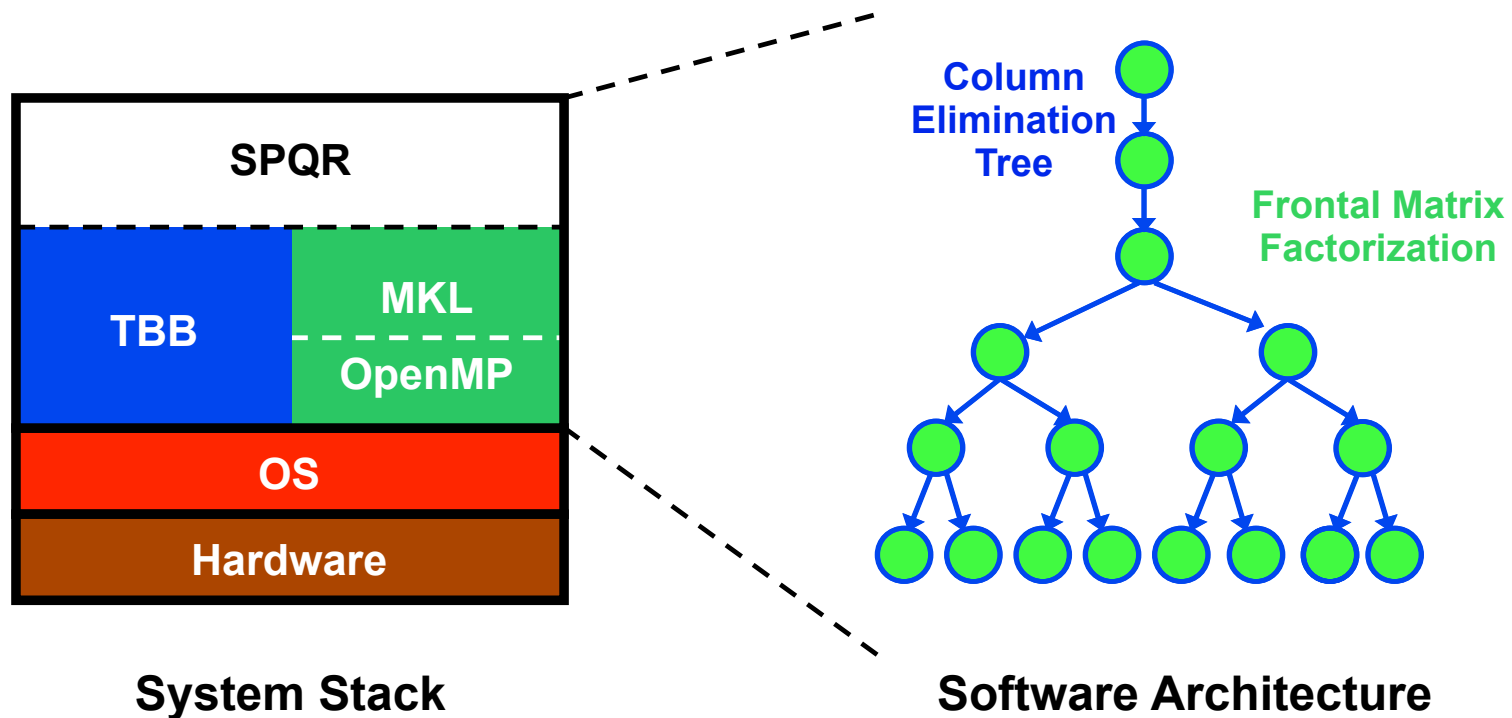 SPQR
TBB
MKL
OpenMP
OS
Hardware
System Stack
Column
Elimination
Tree
Frontal Matrix
Factorization
Software Architecture